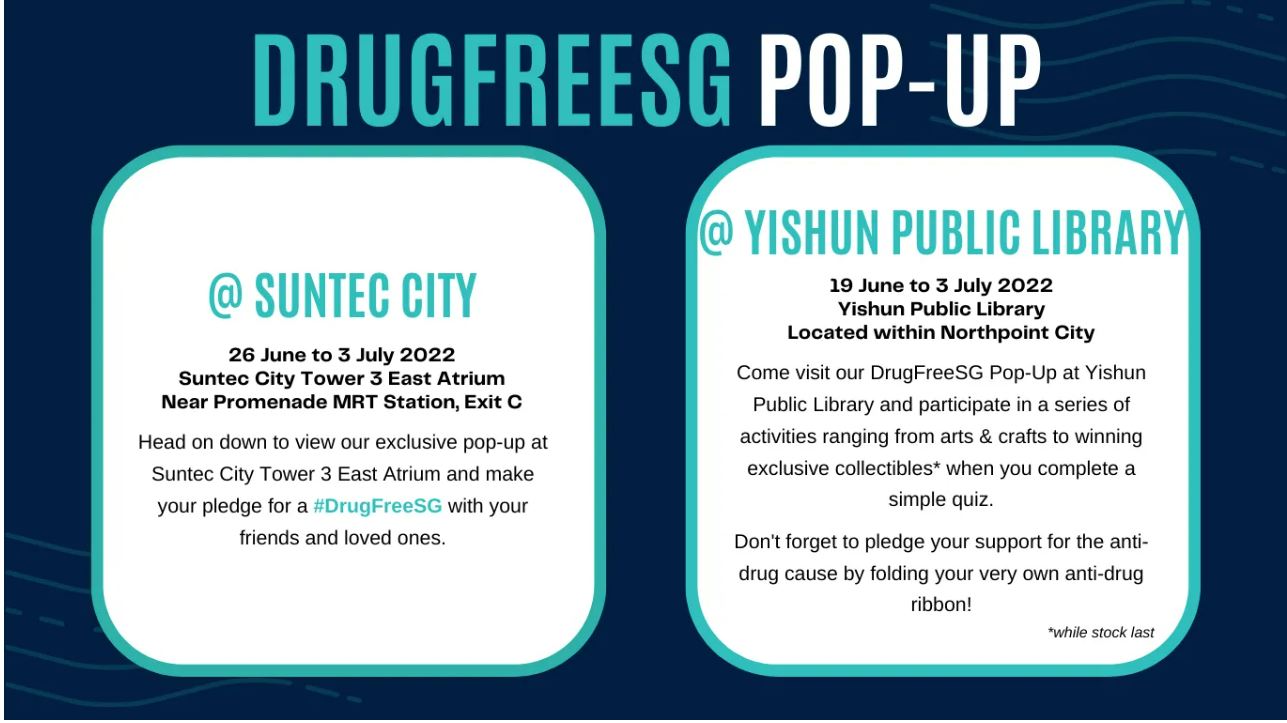 DRUGFREESG POP-UP
@ SUNTEC CITY
26 June to 3 July 2022
Suntec City Tower 3 East Atrium
Near Promenade MRT Station, Exit C
Head on down to view our exclusive pop-up at
Suntec City Tower 3 East Atrium and make
your pledge for a #DrugFreeSG with your
friends and loved ones.
@ YISHUN PUBLIC LIBRARY
19 June to 3 July 2022
Yishun Public Library
Located within Northpoint City
Come visit our DrugFreeSG Pop-Up at Yishun
Public Library and participate in a series of
activities ranging from arts & crafts to winning
exclusive collectibles* when you complete a
simple quiz.
Don't forget to pledge your support for the anti-
drug cause by folding your very own anti-drug
ribbon!
*while stock last